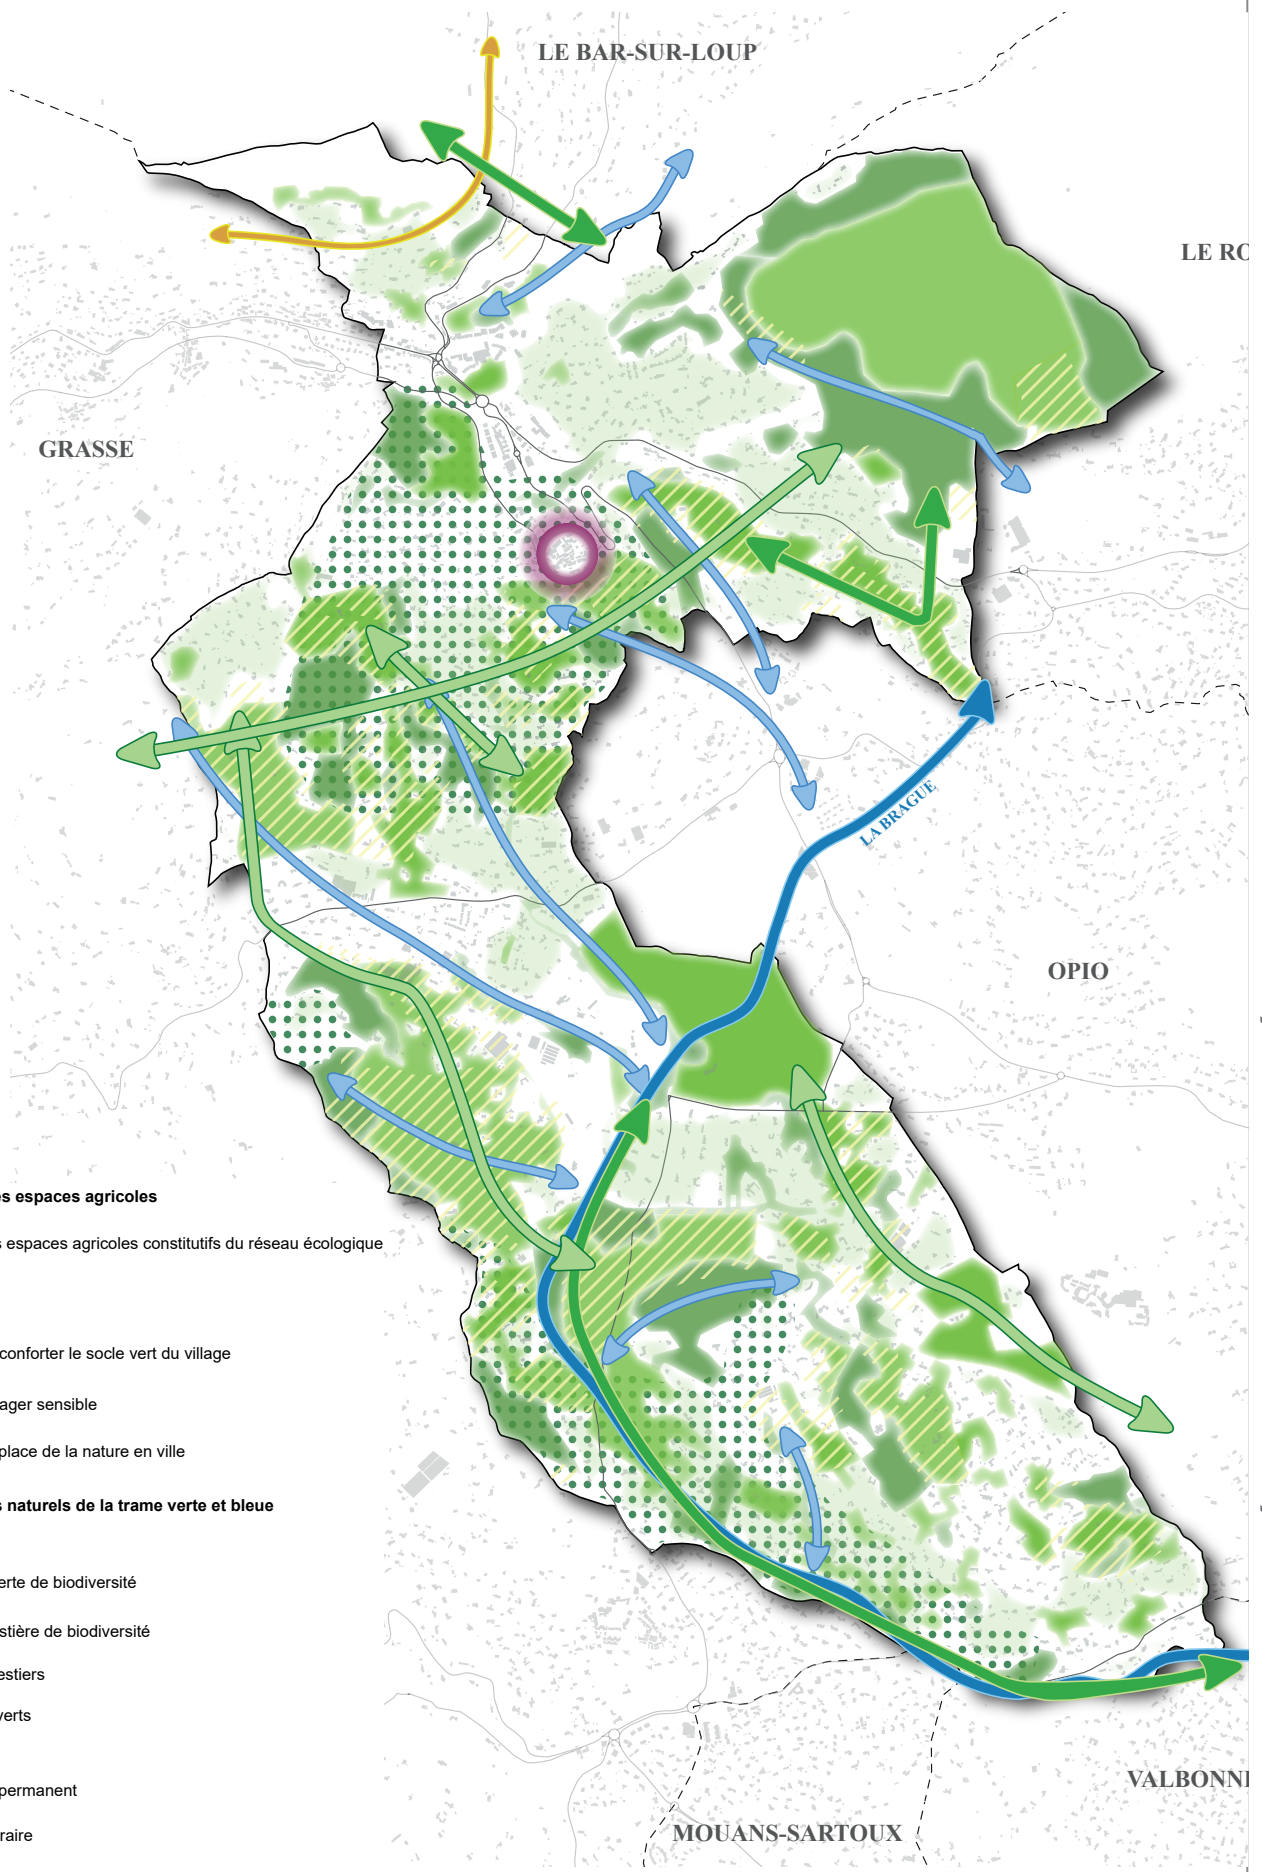 LE BAR-SUR-LOUP
LE RO
GRASSE
LA BRAGUE
OPIO
es espaces agricoles
s espaces agricoles constitutifs du réseau écologique
conforter le socle vert du village
ager sensible
place de la nature en ville
s naturels de la trame verte et bleue
erte de biodiversité
stière de biodiversité
estiers
verts
permanent
raire
VALBONN
MOUANS-SARTOUX